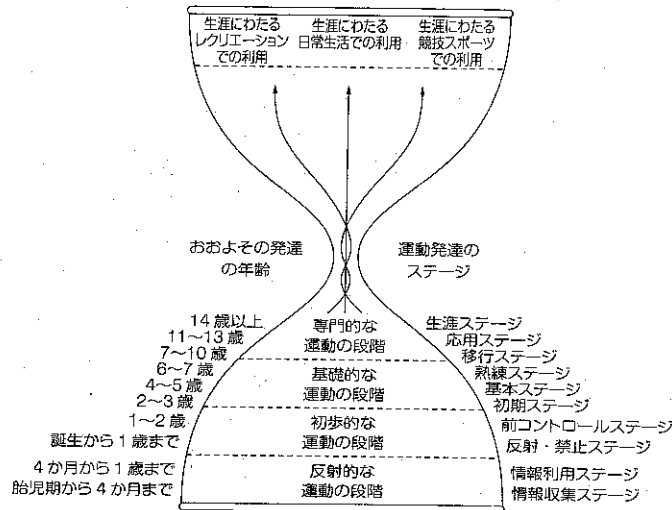 生涯にわたる
レクリエーション
での利用
生涯にわたる
日常生活での利用
生涯にわたる
競技スポーツ
での利用
おおよその発達
の年齢
運動発達の
ステージ
14歳以上
11〜13歳
7〜10歳
専門的な
運動の段階
生涯ステージ
応用ステージ
移行ステージ
6〜7歳
4〜5歳
2〜3歳
基礎的な
運動の段階
熟練ステージ
基本ステージ
初期ステージ
1〜2歳
誕生から1歳まで
初歩的な
運動の段階
前コントロールステージ
反射・禁止ステージ
4か月から1歳まで
胎児期から4か月まで
反射的な
運動の段階
情報利用ステージ
情報収集ステージ